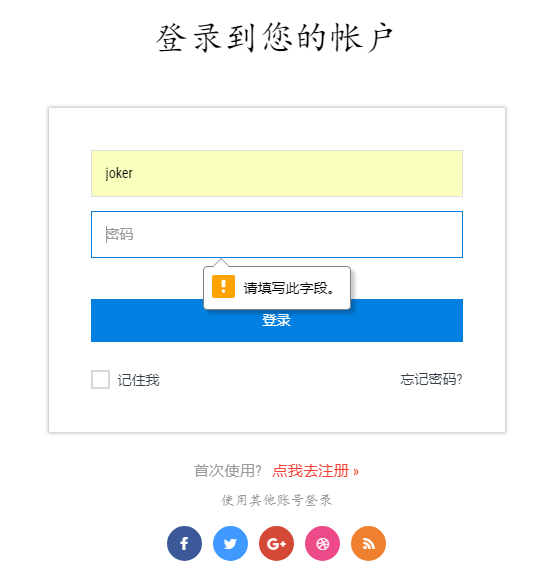 登录到您的帐户
joker
密码
请填写此字段。
登录
记住我 忘记密码?
首次使用? 点我去注册 »
使用其他账号登录